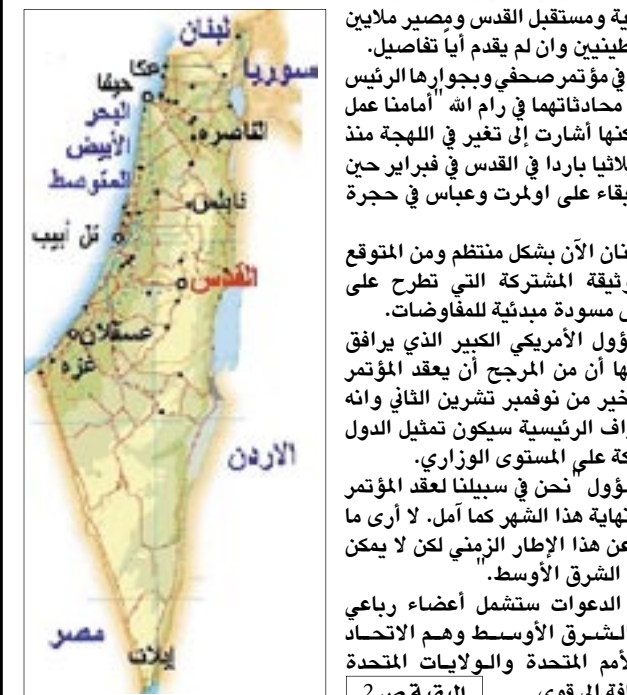 لبنان
سوريا
عكا
حيفا
البحر
الأبيض
المتوسط
الناصره
نابلس
تل أبيب
القدس
عسقلان
غزه
الاردن
مصر
إيلات
ية ومستقبل القدس ومصير ملايين
طينيين وان لم يقدم أياً تفاصيل.
في مؤتمر صحفي وبجوارها الرئيس
محادثاتهما في رام الله "أمامنا عمل
كنها أشارت إلى تغير في اللهجة منذ
لاثيا باردا في القدس في فبراير حين
بقاء على اولمرت وعباس في حجرة
نان الآن بشكل منتظم ومن المتوقع
وثيقة المشتركة التي تطرح على
ى مسودة مبدئية للمفاوضات.
ؤول الأمريكي الكبير الذي يرافق
ها أن من المرجح أن يعقد المؤتمر
خير من نوفمبر تشرين الثاني وانه
راف الرئيسية سيكون تمثيل الدول
كة على المستوى الوزاري.
ؤول "نحن في سبيلنا لعقد المؤتمر
نهاية هذا الشهر كما آمل. لا أرى ما
عن هذا الإطار الزمني لكن لا يمكن
الشرق الأوسط."
الدعوات ستشمل أعضاء رباعي
لشرق الأوسط وهم الاتحاد
لأمم المتحدة والولايات المتحدة
البقية ص 2